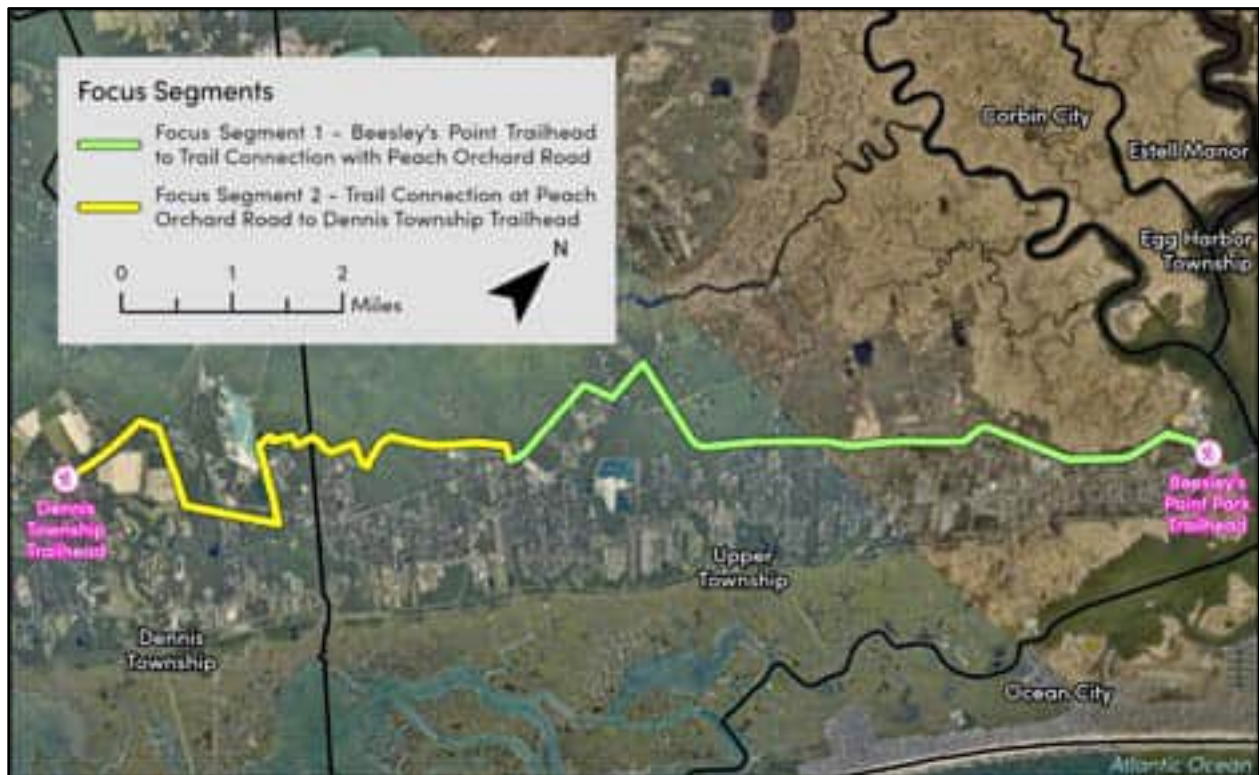 Focus Segments
Focus Segment 1 - Beesley's Point Trailhead
to Trail Connection with Peach Orchard Road
Focus Segment 2 - Trail Connection at Peach
Orchard Road to Dennis Township Trailhead
N
0 1 2
Miles
Corbin City
Estell Manor
Egg Harbor
Township
Dennis
Township
Trailhead
Beesley's
Point Park
Trailhead
Upper
Township
Dennis
Township
Ocean City
Atlantic Ocean